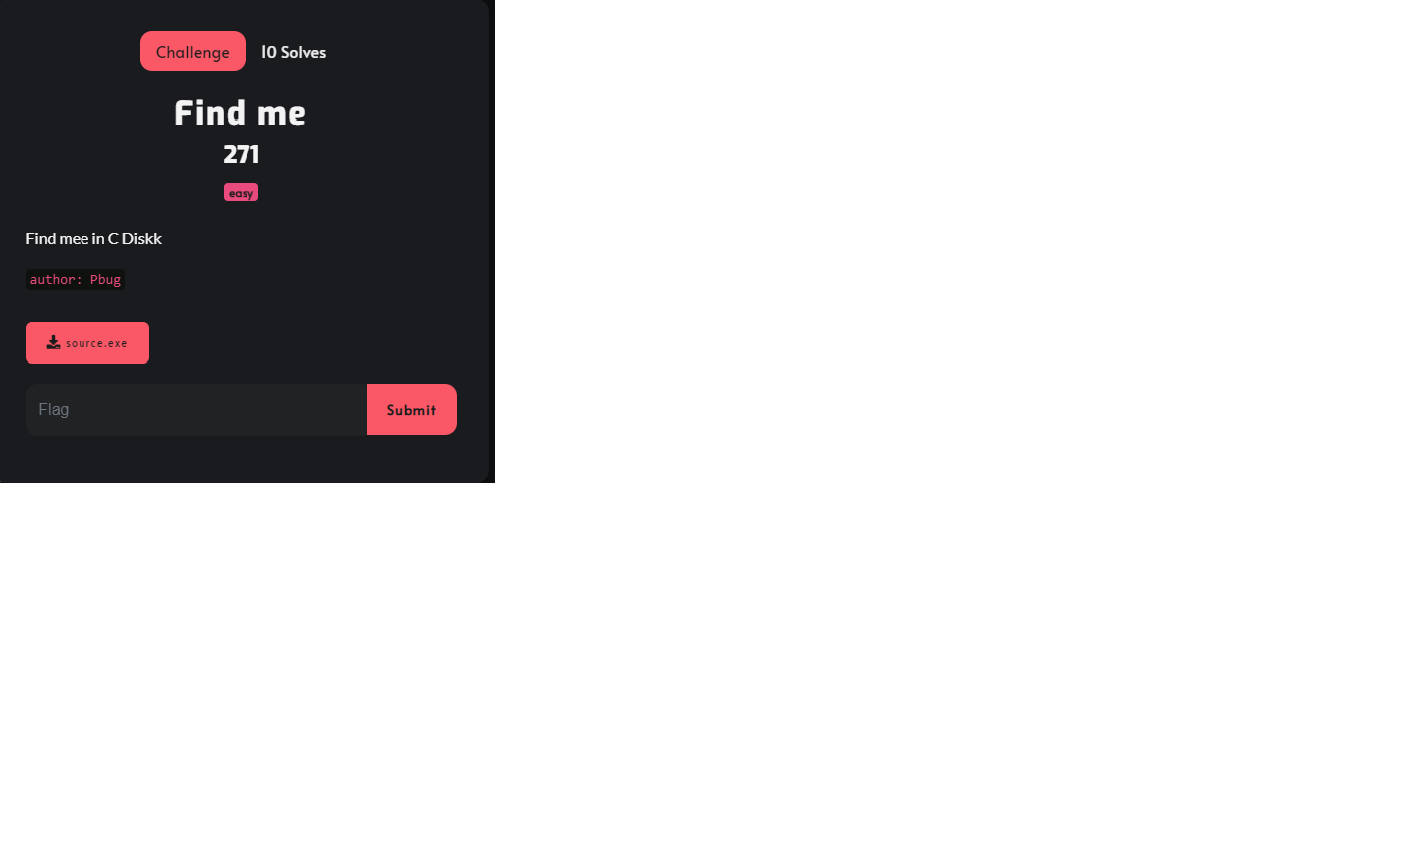 Challenge 10 Solves
Find me
271
easy
Find mee in C Diskk
author: Pbug
source.exe
Flag Submit